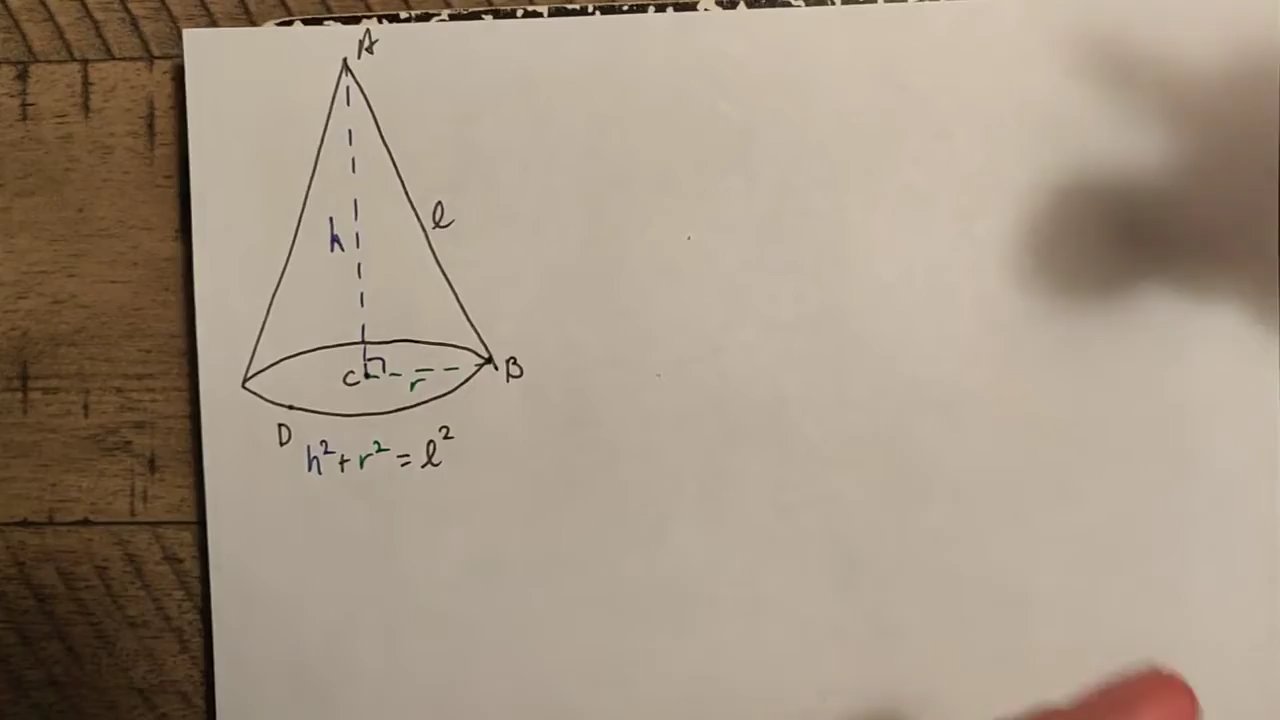 A
h
l
C
r
B
D
h² + r² = l²